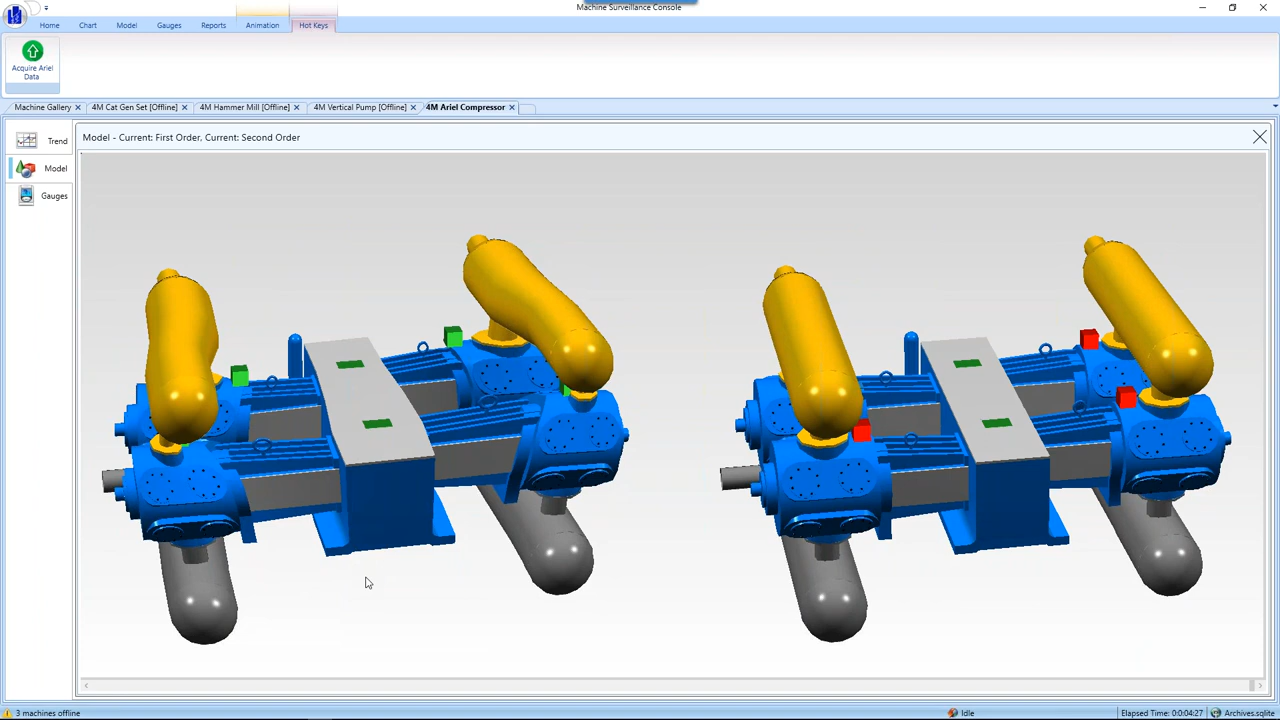 Machine Surveillance Console
Home Chart Model Gauges Reports Animation Hot Keys
Acquire Ariel
Data
Machine Gallery 4M Cat Gen Set [Offline] 4M Hammer Mill [Offline] 4M Vertical Pump [Offline] 4M Ariel Compressor
Trend
Model
Gauges
Model - Current: First Order, Current: Second Order
3 machines offline
Idle
Elapsed Time: 0:0:04:27
Archives.sqlite